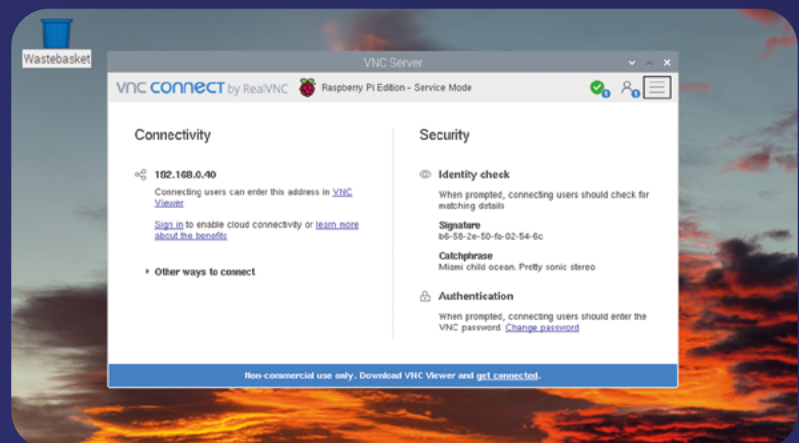 Wastebasket
VNC Server
VNC CONNECT by RealVNC Raspberry Pi Edition - Service Mode
Connectivity
192.168.0.40
Connecting users can enter this address in VNC
Viewer
Sign in to enable cloud connectivity or learn more
about the benefits
Other ways to connect
Security
Identity check
When prompted, connecting users should check for
matching details
Signature
b6-58-2e-50-fa-02-54-6c
Catchphrase
Miami child ocean. Pretty sonic stereo
Authentication
When prompted, connecting users should enter the
VNC password. Change password
Non-commercial use only. Download VNC Viewer and get connected.